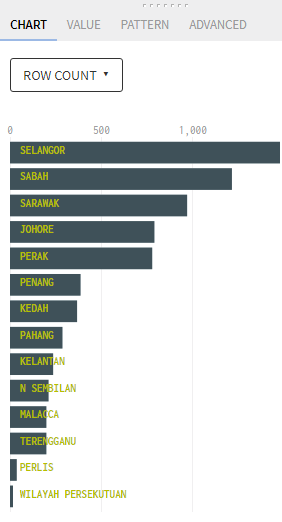 CHART VALUE PATTERN ADVANCED
ROW COUNT
0 500 1,000
SELANGOR
SABAH
SARAWAK
JOHORE
PERAK
PENANG
KEDAH
PAHANG
KELANTAN
N SEMBILAN
MALACCA
TERENGGANU
PERLIS
WILAYAH PERSEKUTUAN